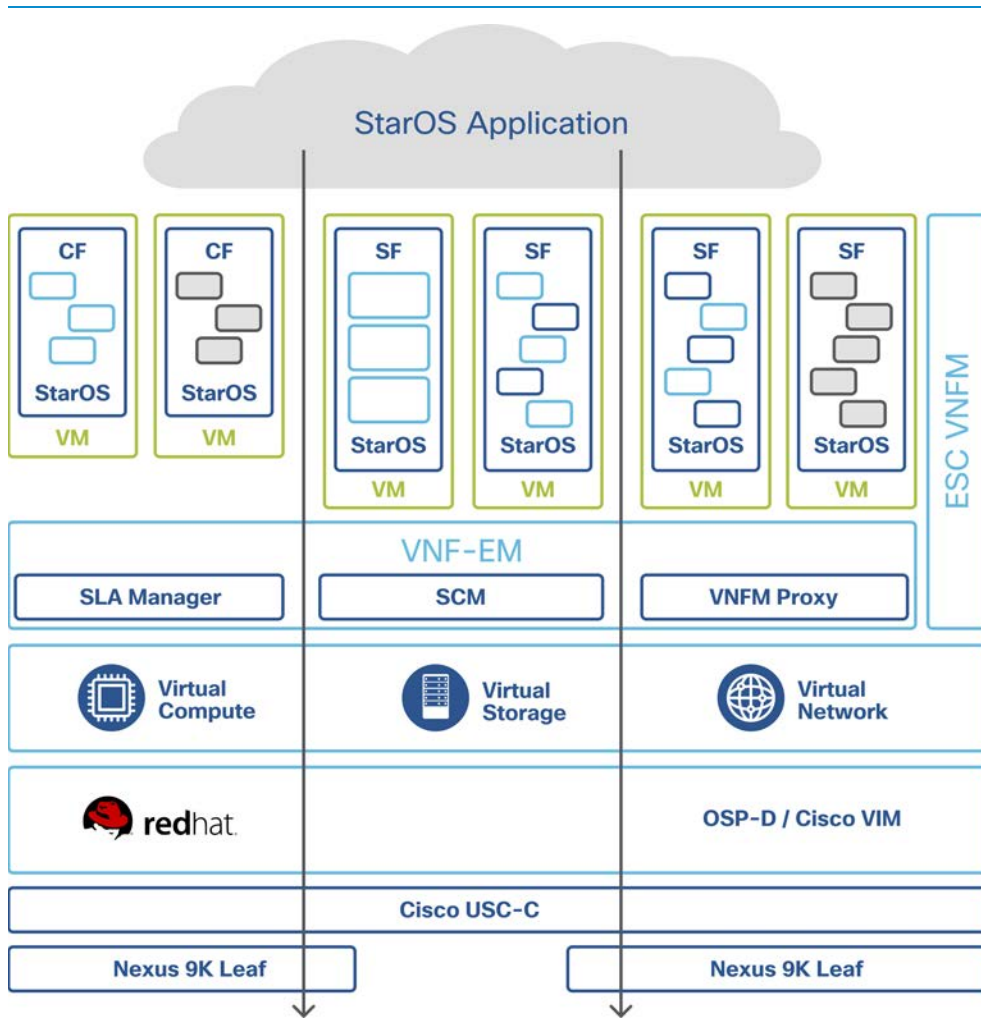 StarOS Application
CF
StarOS
VM
CF
StarOS
VM
SF
StarOS
VM
SF
StarOS
VM
SF
StarOS
VM
SF
StarOS
VM
ESC VNFM
VNF-EM
SLA Manager
SCM
VNFM Proxy
Virtual
Compute
Virtual
Storage
Virtual
Network
redhat.
OSP-D / Cisco VIM
Cisco USC-C
Nexus 9K Leaf
Nexus 9K Leaf